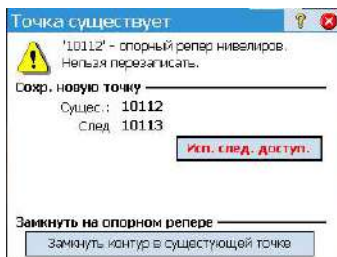 Точка существует
'10112' - опорный репер нивелиров.
Нельзя перезаписать.
Сохр. новую точку
Сущес.: 10112
След 10113
Исп. след. доступ.
Замкнуть на опорном репере
Замкнуть контур в существующей точке